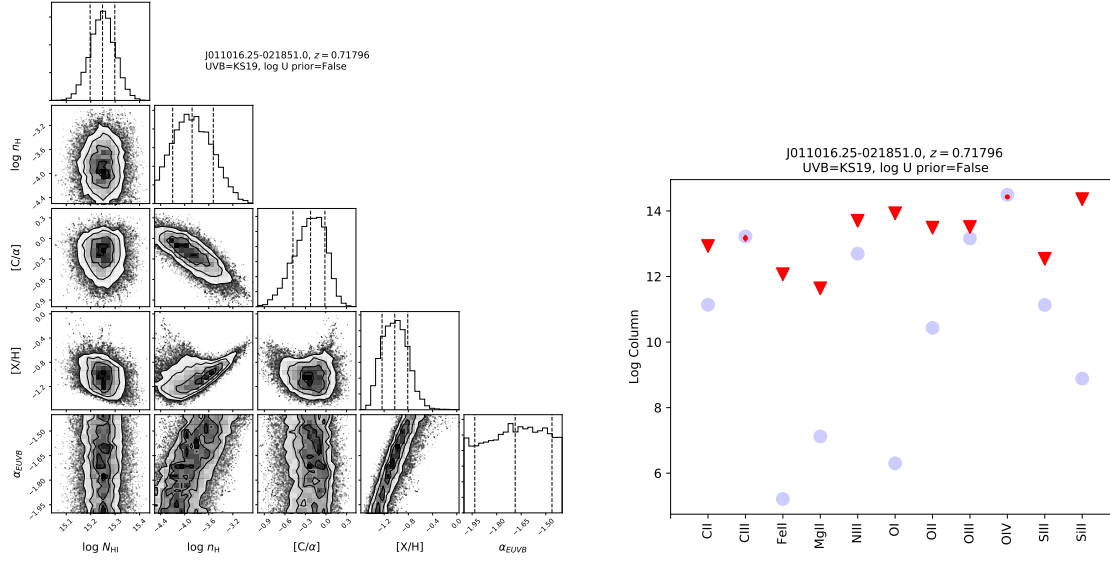 J011016.25-021851.0, z = 0.71796
UVB=KS19, log U prior=False
log n_H
−3.2
−3.6
−4.0
−4.4
[C/α]
0.3
0.0
−0.3
−0.6
−0.9
[X/H]
0.0
−0.4
−0.8
−1.2
α_EUVB
−1.50
−1.65
−1.80
−1.95
15.1 15.2 15.3 15.4
−4.4 −4.0 −3.6 −3.2
−0.9 −0.6 −0.3 0.0 0.3
−1.2 −0.8 −0.4 0.0
−1.95 −1.80 −1.65 −1.50
log N_HI
log n_H
[C/α]
[X/H]
α_EUVB
J011016.25-021851.0, z = 0.71796
UVB=KS19, log U prior=False
Log Column
14
12
10
8
6
CII CIII FeII MgII NIII OI OII OIII OIV SIII SiII